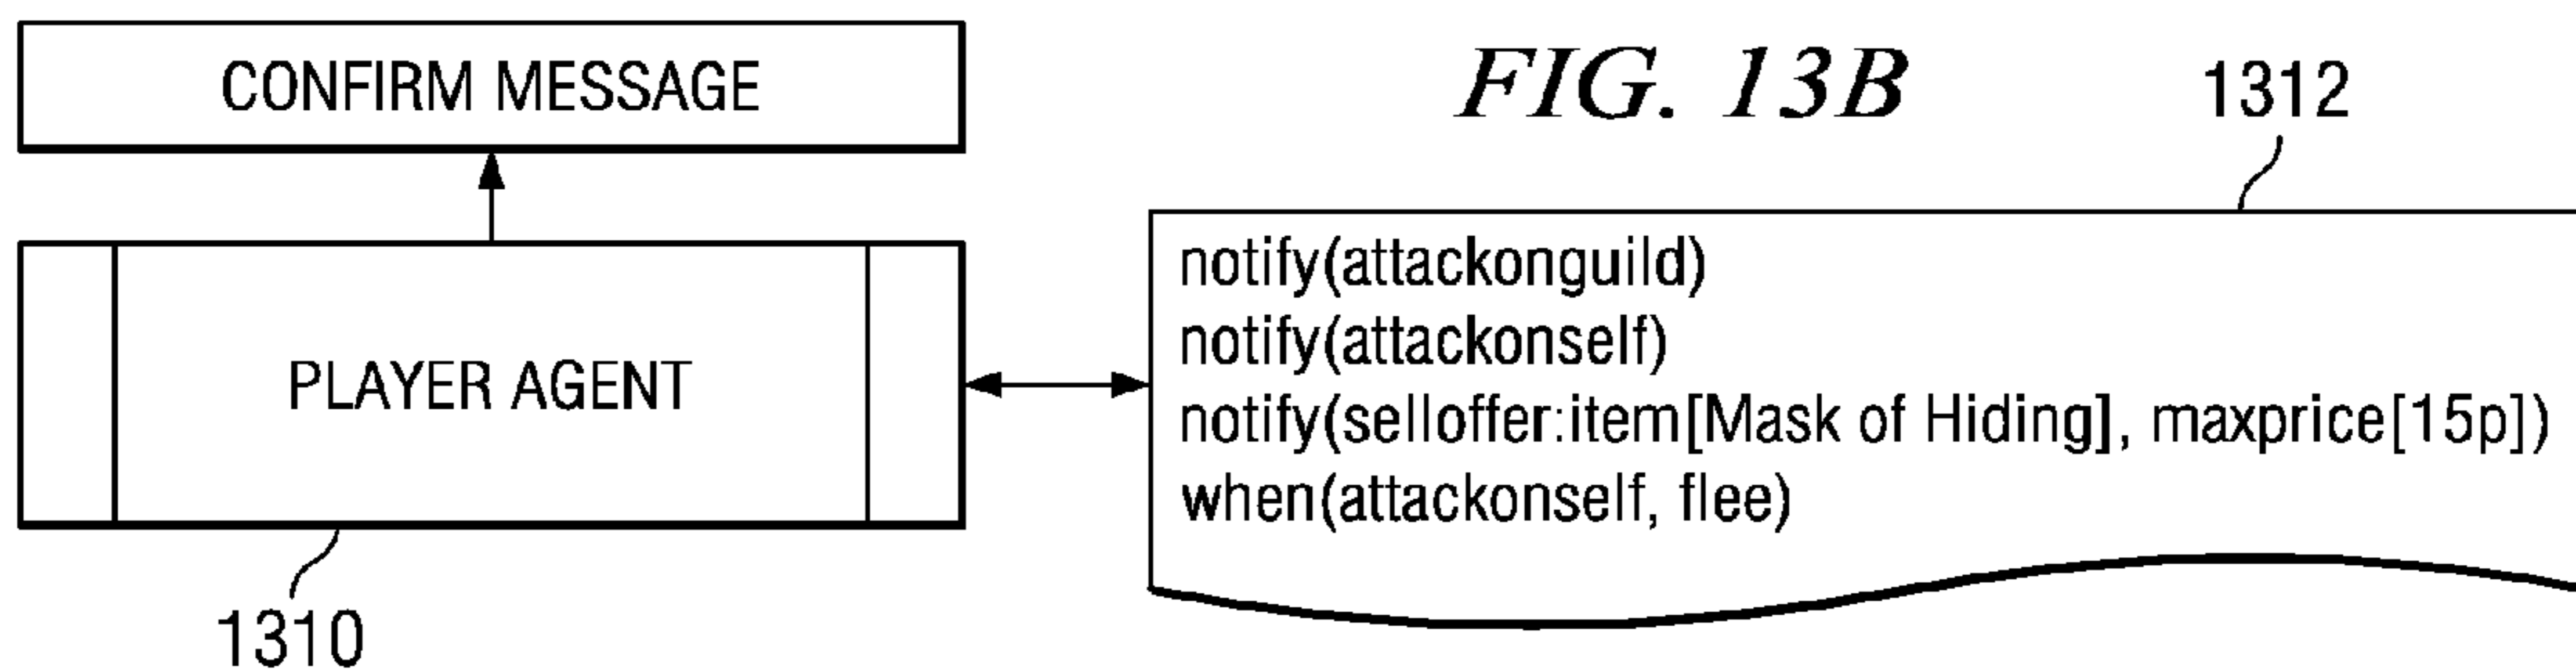 CONFIRM MESSAGE
FIG. 13B
1312
notify(attackonguild)
notify(attackonself)
PLAYER AGENT
notify(selloffer:item[Mask of Hiding], maxprice[15p])
when(attackonself, flee)
1310